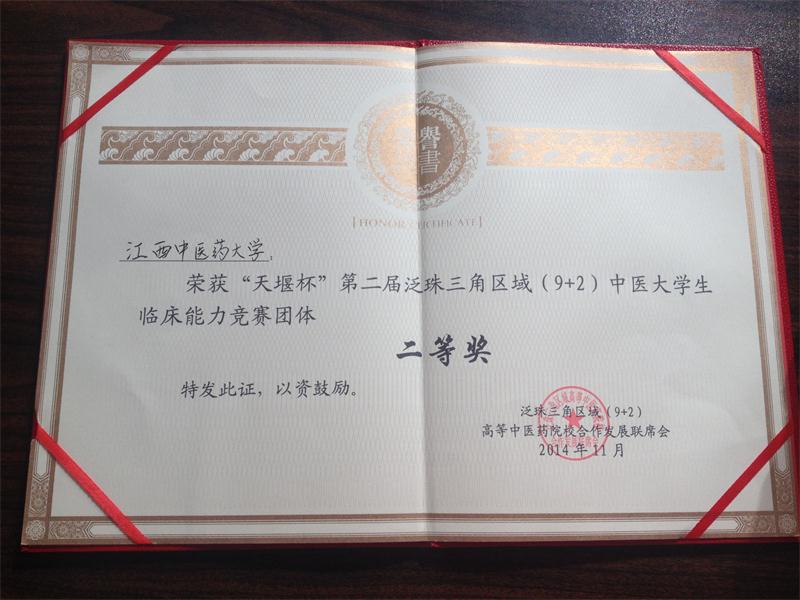 譽
書
[HONOR CERTIFICATE]
江西中医药大学:
荣获“天堰杯”第二届泛珠三角区域(9+2)中医大学生
临床能力竞赛团体
二等奖
特发此证,以资鼓励。
泛珠三角区域(9+2)
高等中医药院校合作发展联席会
2014年11月